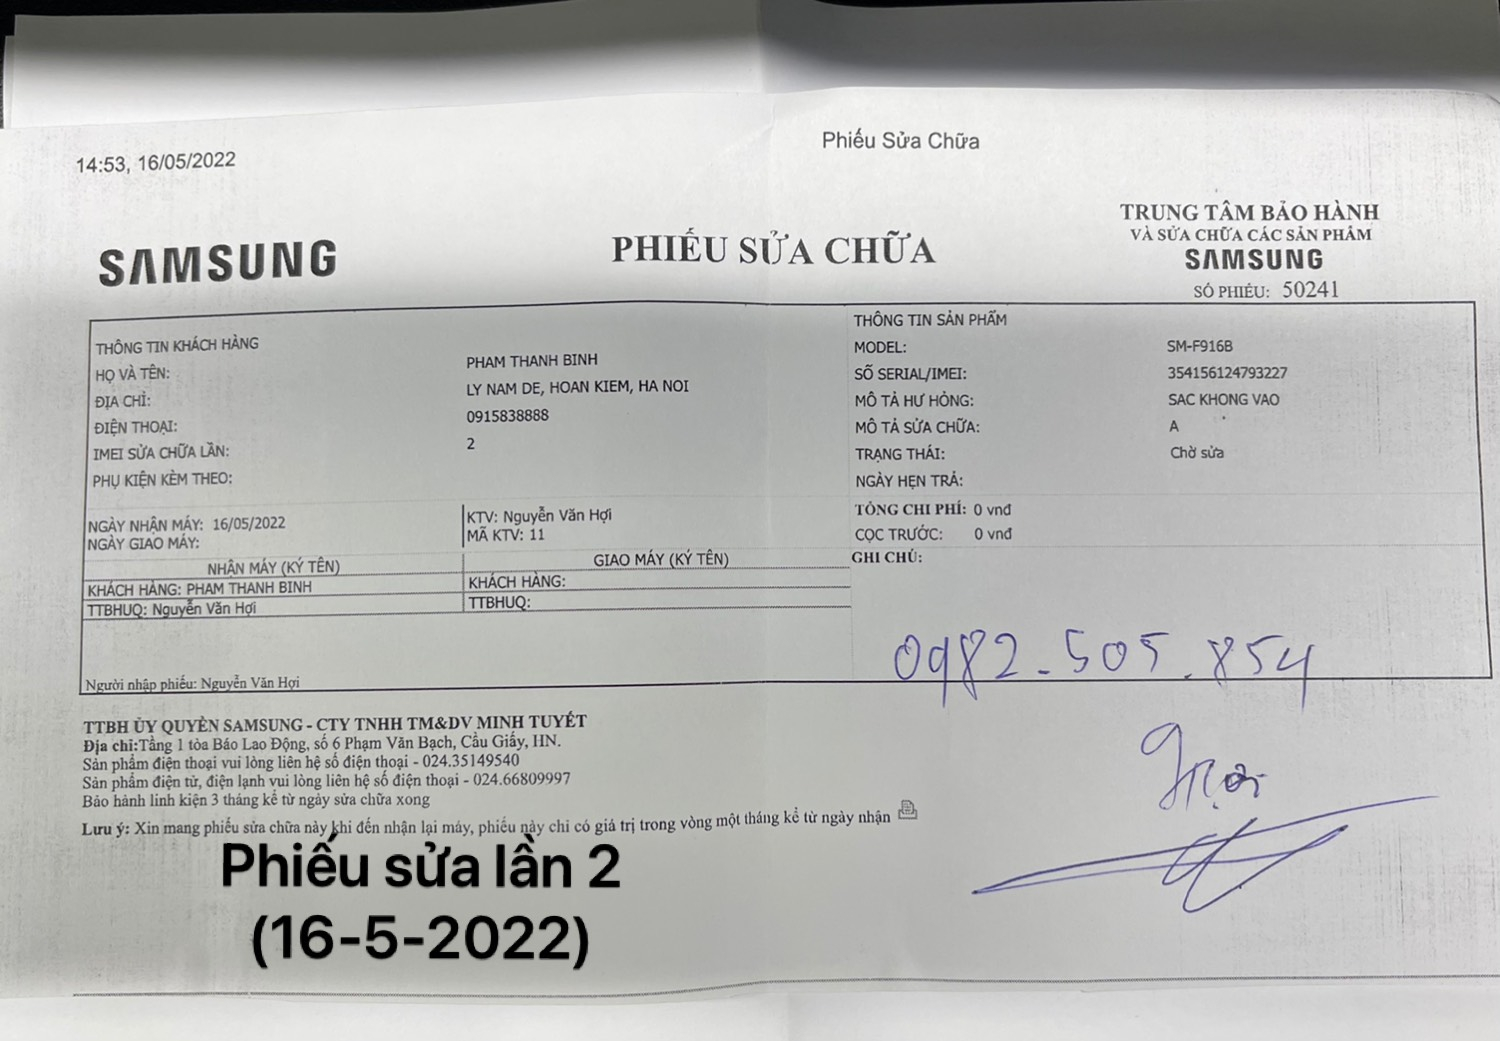 14:53, 16/05/2022
Phiếu Sửa Chữa
SAMSUNG
PHIẾU SỬA CHỮA
TRUNG TÂM BẢO HÀNH
VÀ SỬA CHỮA CÁC SẢN PHẨM
SAMSUNG
SỐ PHIẾU: 50241
THÔNG TIN KHÁCH HÀNG
HỌ VÀ TÊN: PHAM THANH BINH
ĐỊA CHỈ: LY NAM DE, HOAN KIEM, HA NOI
ĐIỆN THOẠI: 0915838888
IMEI SỬA CHỮA LẦN: 2
PHỤ KIỆN KÈM THEO:
THÔNG TIN SẢN PHẨM
MODEL: SM-F916B
SỐ SERIAL/IMEI: 354156124793227
MÔ TẢ HƯ HỎNG: SAC KHONG VAO
MÔ TẢ SỬA CHỮA: A
TRẠNG THÁI: Chờ sửa
NGÀY HẸN TRẢ:
NGÀY NHẬN MÁY: 16/05/2022
NGÀY GIAO MÁY:
KTV: Nguyễn Văn Hợi
MÃ KTV: 11
TỔNG CHI PHÍ: 0 vnđ
CỌC TRƯỚC: 0 vnđ
GHI CHÚ:
NHẬN MÁY (KÝ TÊN) GIAO MÁY (KÝ TÊN)
KHÁCH HÀNG: PHAM THANH BINH KHÁCH HÀNG:
TTBHUQ: Nguyễn Văn Hợi TTBHUQ:
0982.505.854
Người nhập phiếu: Nguyễn Văn Hợi
TTBH ỦY QUYỀN SAMSUNG - CTY TNHH TM&DV MINH TUYẾT
Địa chỉ:Tầng 1 tòa Báo Lao Động, số 6 Phạm Văn Bạch, Cầu Giấy, HN.
Sản phẩm điện thoại vui lòng liên hệ số điện thoại - 024.35149540
Sản phẩm điện tử, điện lạnh vui lòng liên hệ số điện thoại - 024.66809997
Bảo hành linh kiện 3 tháng kể từ ngày sửa chữa xong
Lưu ý: Xin mang phiếu sửa chữa này khi đến nhận lại máy, phiếu này chỉ có giá trị trong vòng một tháng kể từ ngày nhận
Phiếu sửa lần 2
(16-5-2022)